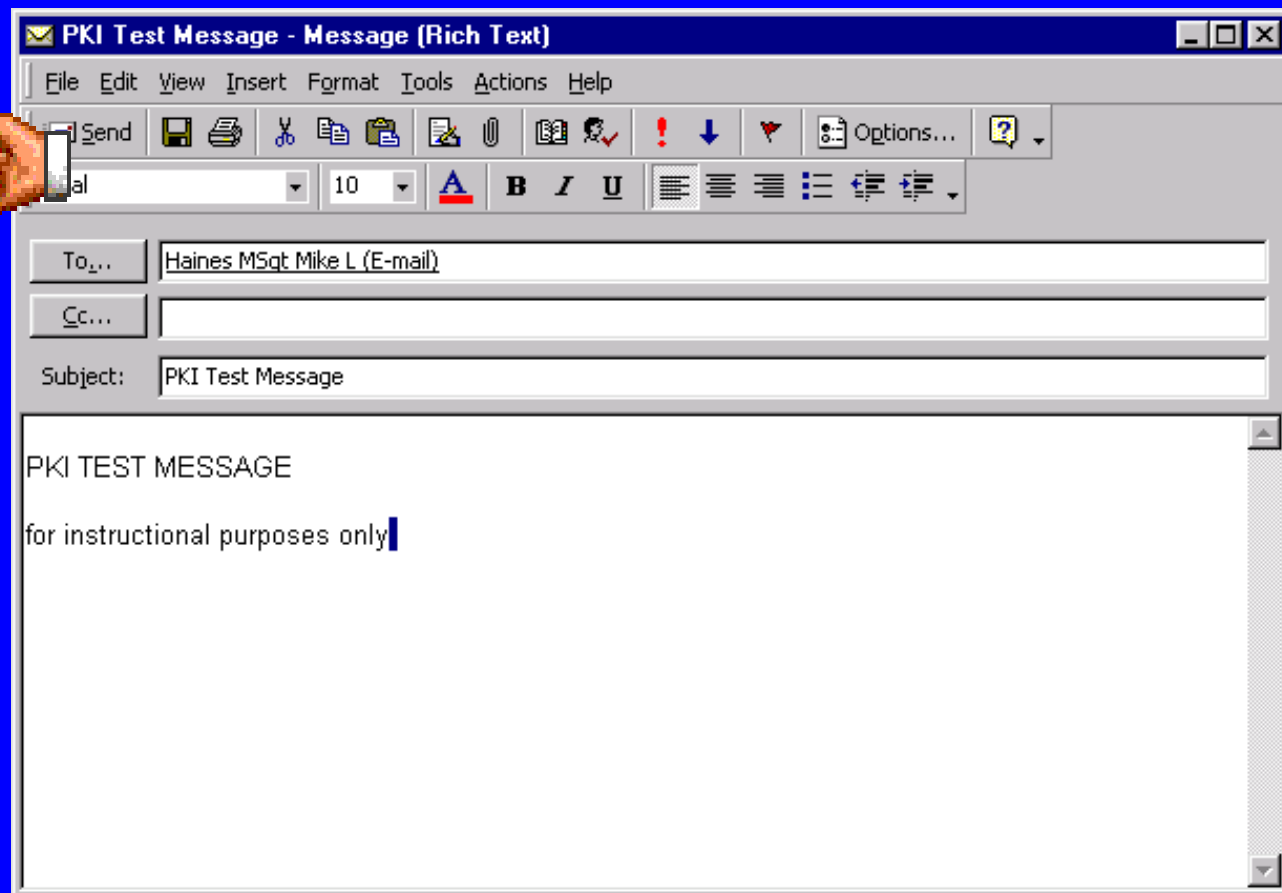 PKI Test Message - Message (Rich Text)
File Edit View Insert Format Tools Actions Help
Send Options...
10 A B I U
To... Haines MSgt Mike L (E-mail)
Cc...
Subject: PKI Test Message
PKI TEST MESSAGE
for instructional purposes only